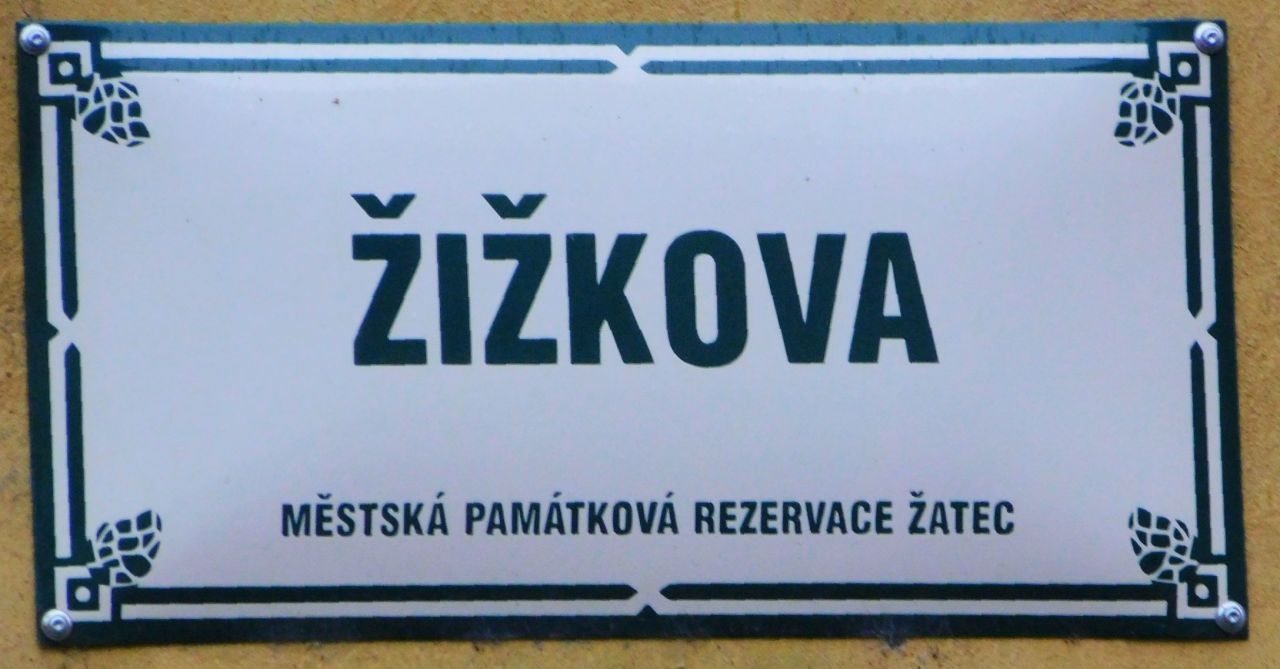 ŽIŽKOVA
MĚSTSKÁ PAMÁTKOVÁ REZERVACE ŽATEC